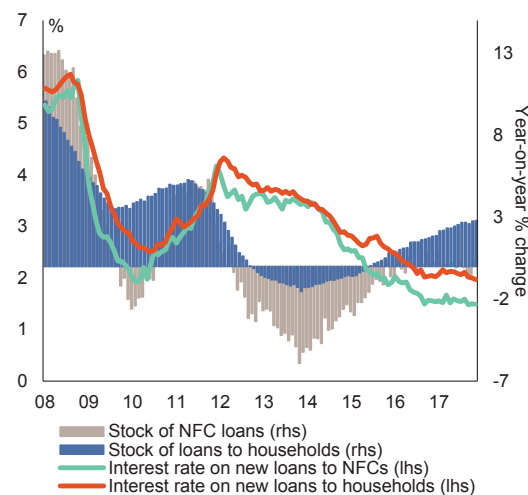 7
%
6
5
4
3
2
1
0
13
8
3
-2
-7
Year-on-year % change
08 09 10 11 12 13 14 15 16 17
Stock of NFC loans (rhs)
Stock of loans to households (rhs)
Interest rate on new loans to NFCs (lhs)
Interest rate on new loans to households (lhs)